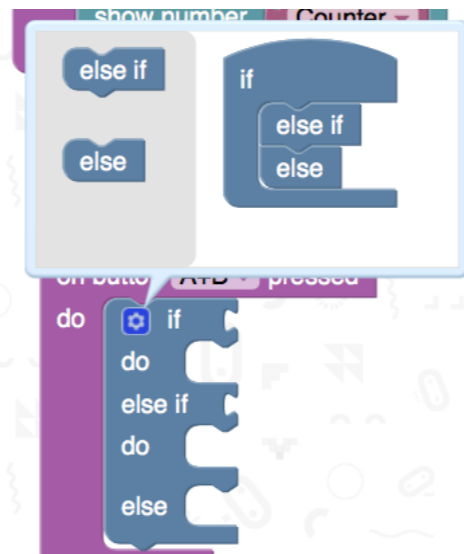 show number Counter
else if
if
else if
else
else
on button A+B pressed
do if
do
else if
do
else